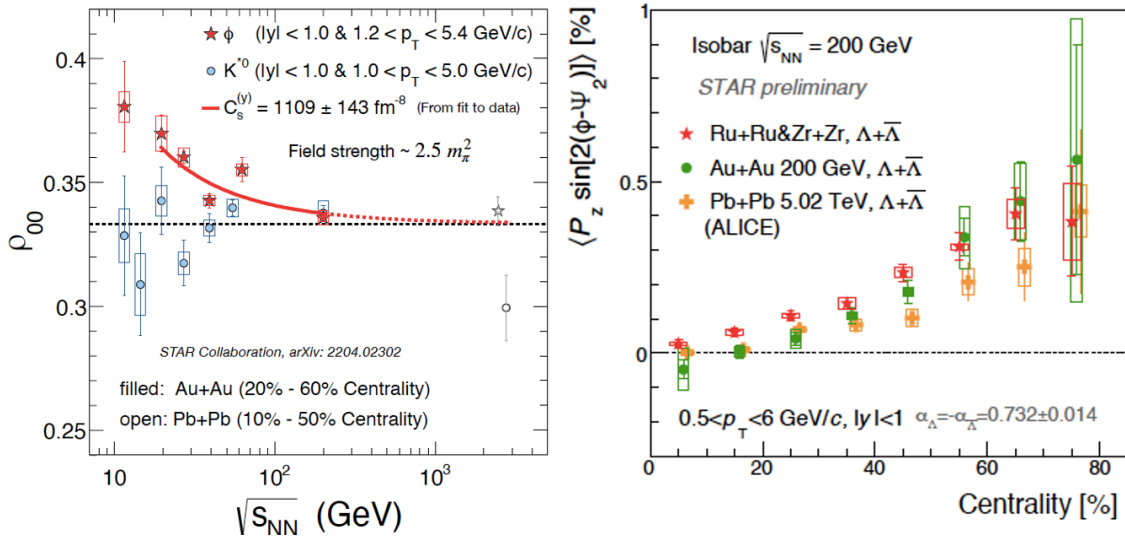 ρ00
0.4
0.35
0.3
0.25
ϕ (|y| < 1.0 & 1.2 < pT < 5.4 GeV/c)
K*0 (|y| < 1.0 & 1.0 < pT < 5.0 GeV/c)
Cs(y) = 1109 ± 143 fm-8 (From fit to data)
Field strength ~ 2.5 mπ2
STAR Collaboration, arXiv: 2204.02302
filled: Au+Au (20% - 60% Centrality)
open: Pb+Pb (10% - 50% Centrality)
10 10² 10³
√sNN (GeV)
⟨Pz sin[2(ϕ-Ψ2)]⟩ [%]
1
0.5
0
Isobar √sNN = 200 GeV
STAR preliminary
Ru+Ru&Zr+Zr, Λ+Λ̅
Au+Au 200 GeV, Λ+Λ̅
Pb+Pb 5.02 TeV, Λ+Λ̅
(ALICE)
0.5<pT<6 GeV/c, |y|<1 αΛ=-αΛ̅=0.732±0.014
0 20 40 60 80
Centrality [%]